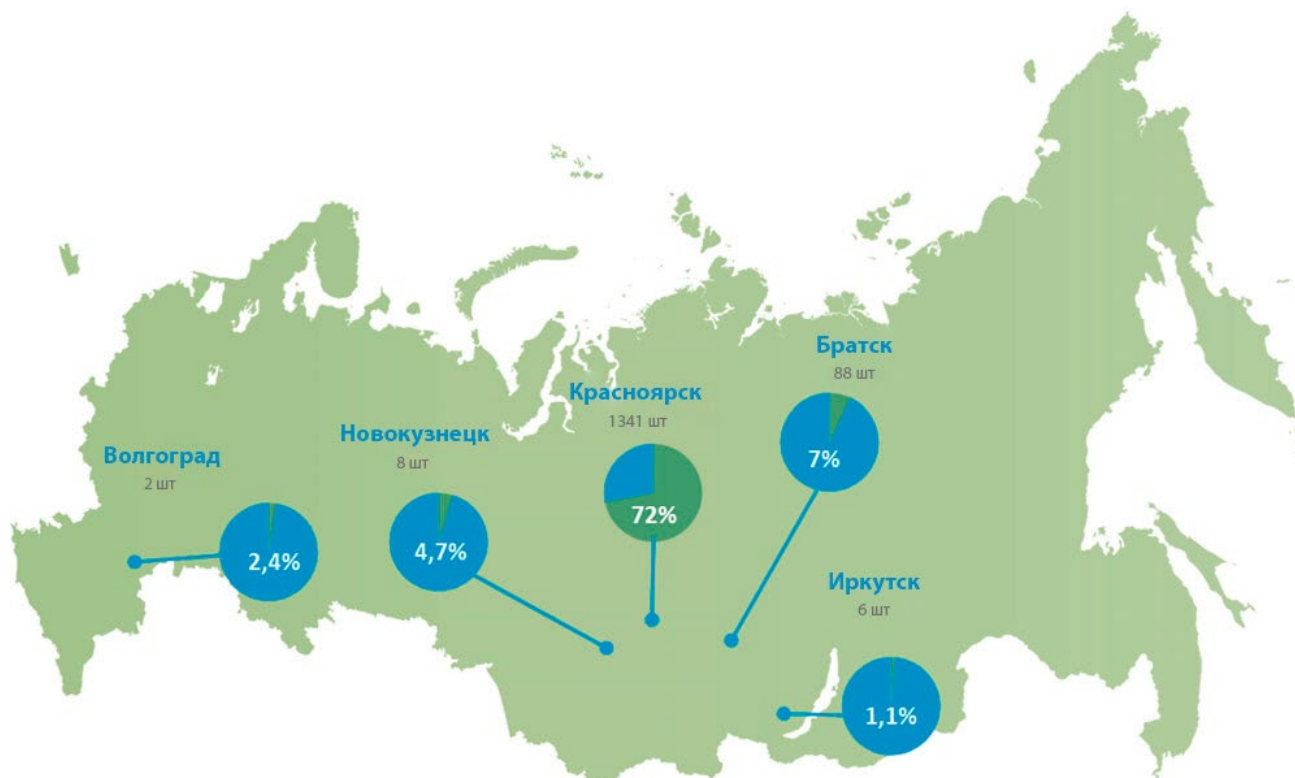 Братск
88 шт
7%
Красноярск
1341 шт
72%
Новокузнецк
8 шт
4,7%
Волгоград
2 шт
2,4%
Иркутск
6 шт
1,1%